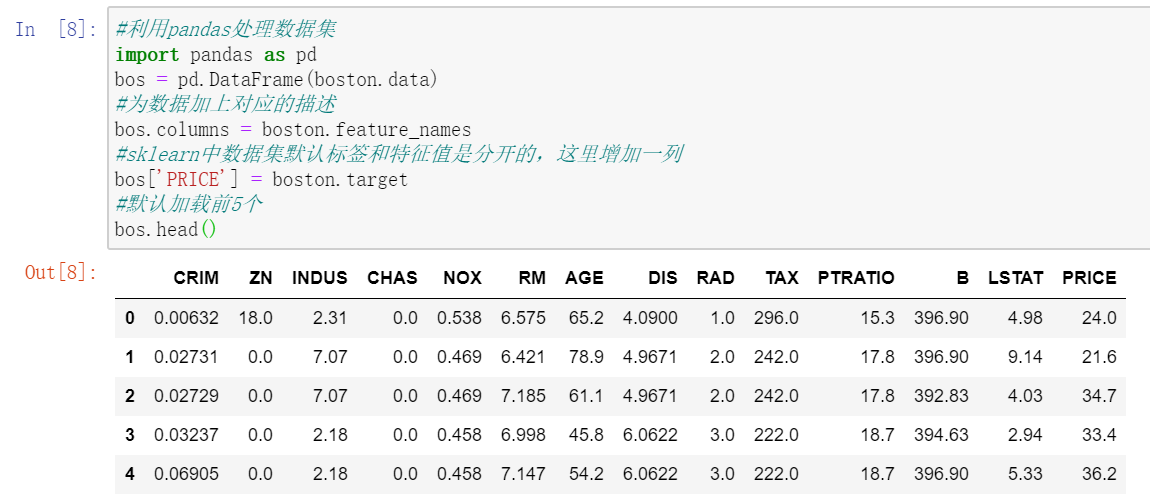 In [8]:
#利用pandas处理数据集
import pandas as pd
bos = pd.DataFrame(boston.data)
#为数据加上对应的描述
bos.columns = boston.feature_names
#sklearn中数据集默认标签和特征值是分开的，这里增加一列
bos['PRICE'] = boston.target
#默认加载前5个
bos.head()
Out[8]:
CRIM ZN INDUS CHAS NOX RM AGE DIS RAD TAX PTRATIO B LSTAT PRICE
0 0.00632 18.0 2.31 0.0 0.538 6.575 65.2 4.0900 1.0 296.0 15.3 396.90 4.98 24.0
1 0.02731 0.0 7.07 0.0 0.469 6.421 78.9 4.9671 2.0 242.0 17.8 396.90 9.14 21.6
2 0.02729 0.0 7.07 0.0 0.469 7.185 61.1 4.9671 2.0 242.0 17.8 392.83 4.03 34.7
3 0.03237 0.0 2.18 0.0 0.458 6.998 45.8 6.0622 3.0 222.0 18.7 394.63 2.94 33.4
4 0.06905 0.0 2.18 0.0 0.458 7.147 54.2 6.0622 3.0 222.0 18.7 396.90 5.33 36.2